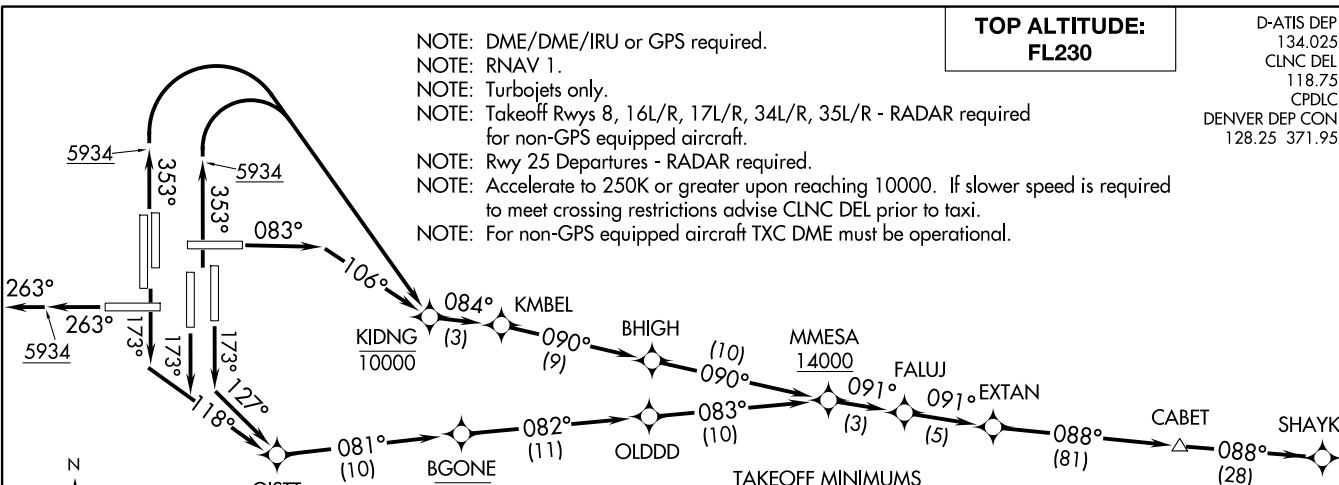 TOP ALTITUDE:
FL230
D-ATIS DEP
134.025
CLNC DEL
118.75
CPDLC
DENVER DEP CON
128.25 371.95
NOTE: DME/DME/IRU or GPS required.
NOTE: RNAV 1.
NOTE: Turbojets only.
NOTE: Takeoff Rwys 8, 16L/R, 17L/R, 34L/R, 35L/R - RADAR required
for non-GPS equipped aircraft.
NOTE: Rwy 25 Departures - RADAR required.
NOTE: Accelerate to 250K or greater upon reaching 10000. If slower speed is required
to meet crossing restrictions advise CLNC DEL prior to taxi.
NOTE: For non-GPS equipped aircraft TXC DME must be operational.
5934
353°
5934
353°
083°
106°
263°
263°
5934
173°
173°
173°
127°
118°
KIDNG
10000
084°
(3)
KMBEL
090°
(9)
BHIGH
(10)
090°
MMESA
14000
091°
(3)
FALUJ
091°
(5)
EXTAN
088°
(81)
CABET
088°
(28)
SHAYK
081°
(10)
BGONE
082°
(11)
OLDDD
083°
(10)
N
TAKEOFF MINIMUMS